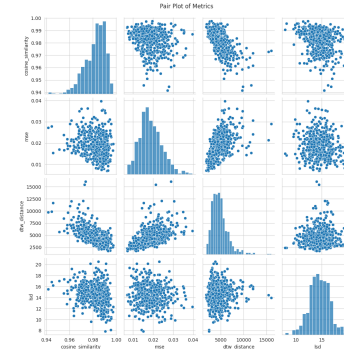 Pair Plot of Metrics
1.00
0.99
0.98
0.97
0.96
0.95
0.94
cosine_similarity
0.04
0.03
0.02
0.01
mse
15000
12500
10000
7500
5000
2500
dtw_distance
20
18
16
14
12
10
8
lsd
0.94 0.96 0.98 1.00
0.01 0.02 0.03 0.04
5000 10000 15000
10 15
cosine_similarity mse dtw_distance lsd